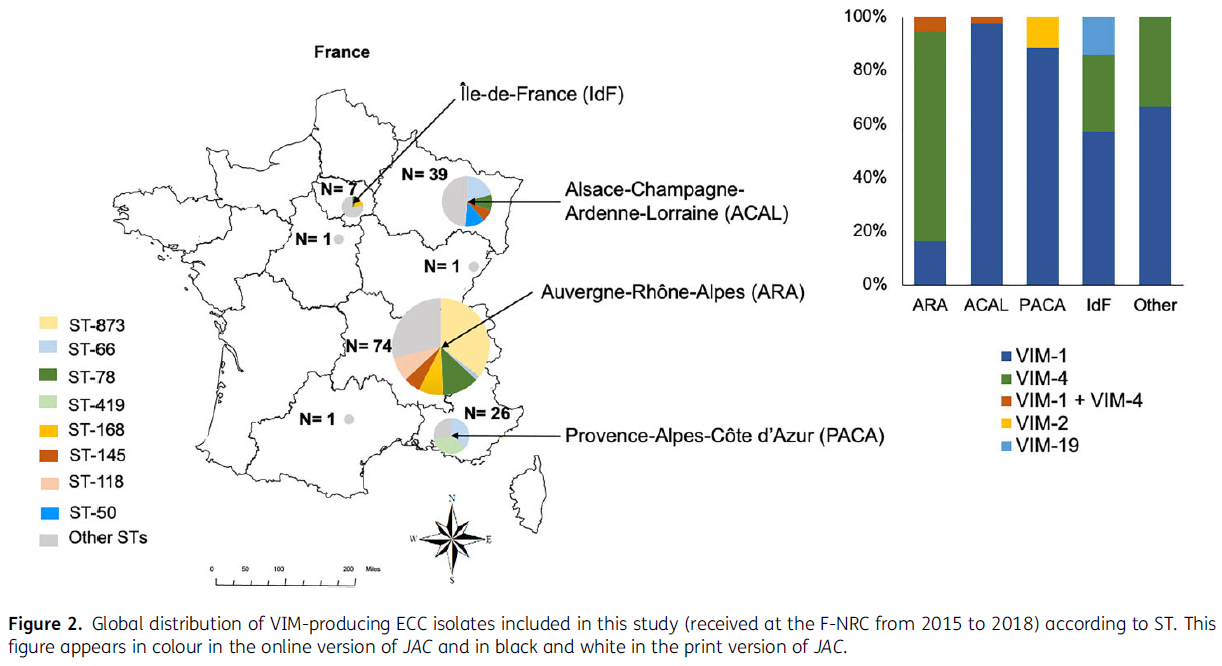 France
Île-de-France (IdF)
N= 7
N= 39
Alsace-Champagne-
Ardenne-Lorraine (ACAL)
N= 1
N= 1
Auvergne-Rhône-Alpes (ARA)
N= 74
N= 1
N= 26
Provence-Alpes-Côte d’Azur (PACA)
ST-873
ST-66
ST-78
ST-419
ST-168
ST-145
ST-118
ST-50
Other STs
N
W E
S
0 50 100 200 Miles
100%
80%
60%
40%
20%
0%
ARA ACAL PACA IdF Other
VIM-1
VIM-4
VIM-1 + VIM-4
VIM-2
VIM-19
Figure 2. Global distribution of VIM-producing ECC isolates included in this study (received at the F-NRC from 2015 to 2018) according to ST. This
figure appears in colour in the online version of JAC and in black and white in the print version of JAC.